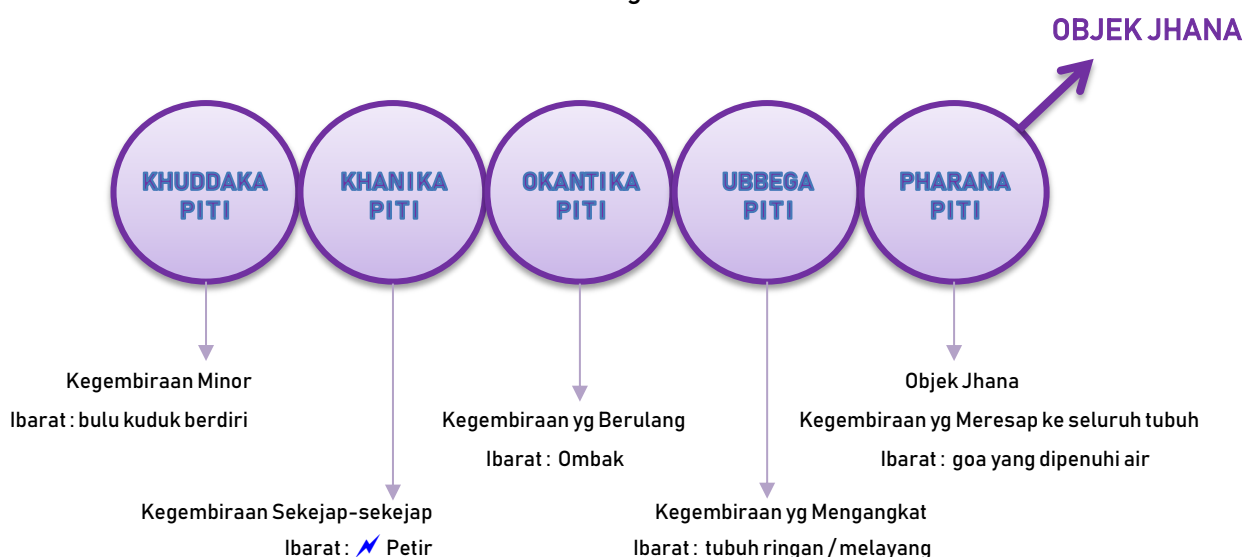 OBJEK JHANA
KHUDDAKA
PITI
KHANIKA
PITI
OKANTIKA
PITI
UBBEGA
PITI
PHARANA
PITI
Kegembiraan Minor
Ibarat : bulu kuduk berdiri
Kegembiraan Sekejap-sekejap
Ibarat : Petir
Kegembiraan yg Berulang
Ibarat : Ombak
Kegembiraan yg Mengangkat
Ibarat : tubuh ringan / melayang
Objek Jhana
Kegembiraan yg Meresap ke seluruh tubuh
Ibarat : goa yang dipenuhi air